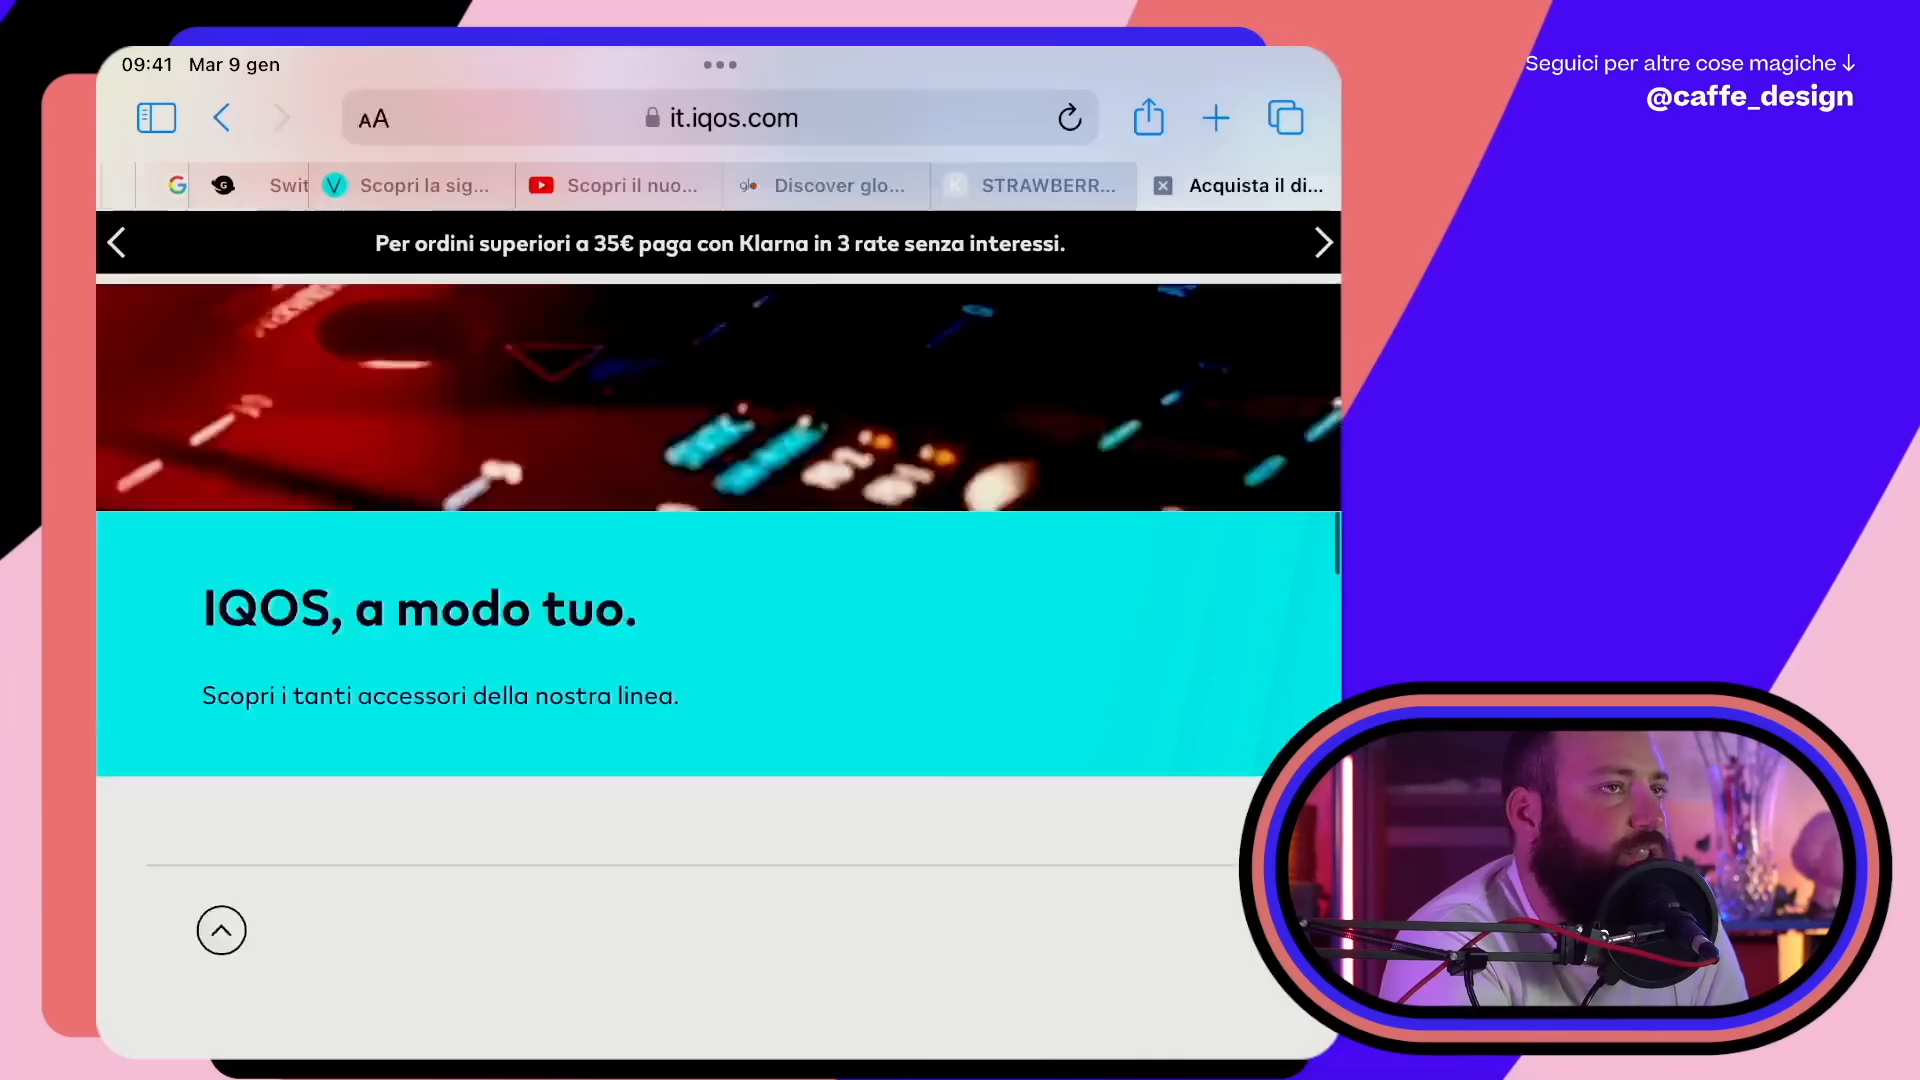 09:41 Mar 9 gen
Seguici per altre cose magiche ↓
@caffe_design
AA
it.iqos.com
Swit
Scopri la sig...
Scopri il nuo...
glo
Discover glo...
K
STRAWBERR...
Acquista il di...
Per ordini superiori a 35€ paga con Klarna in 3 rate senza interessi.
IQOS, a modo tuo.
Scopri i tanti accessori della nostra linea.